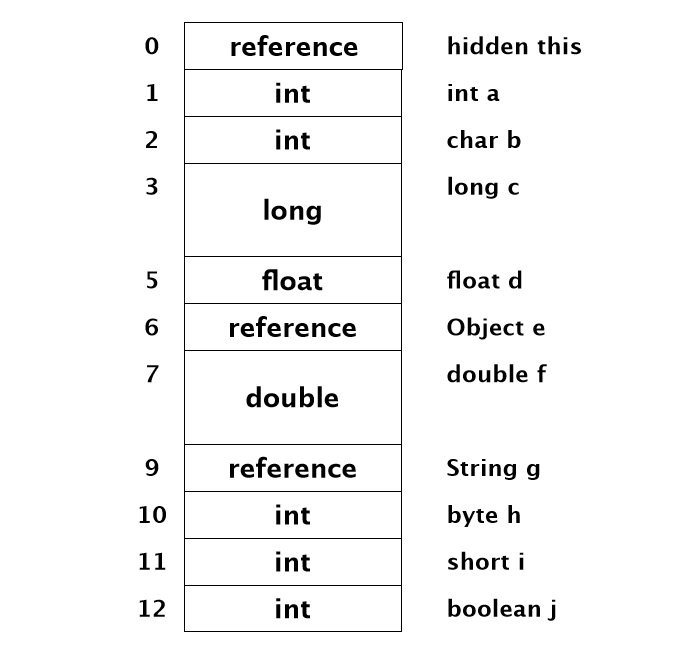 0 reference hidden this
1 int int a
2 int char b
3 long long c
5 float float d
6 reference Object e
7 double double f
9 reference String g
10 int byte h
11 int short i
12 int boolean j